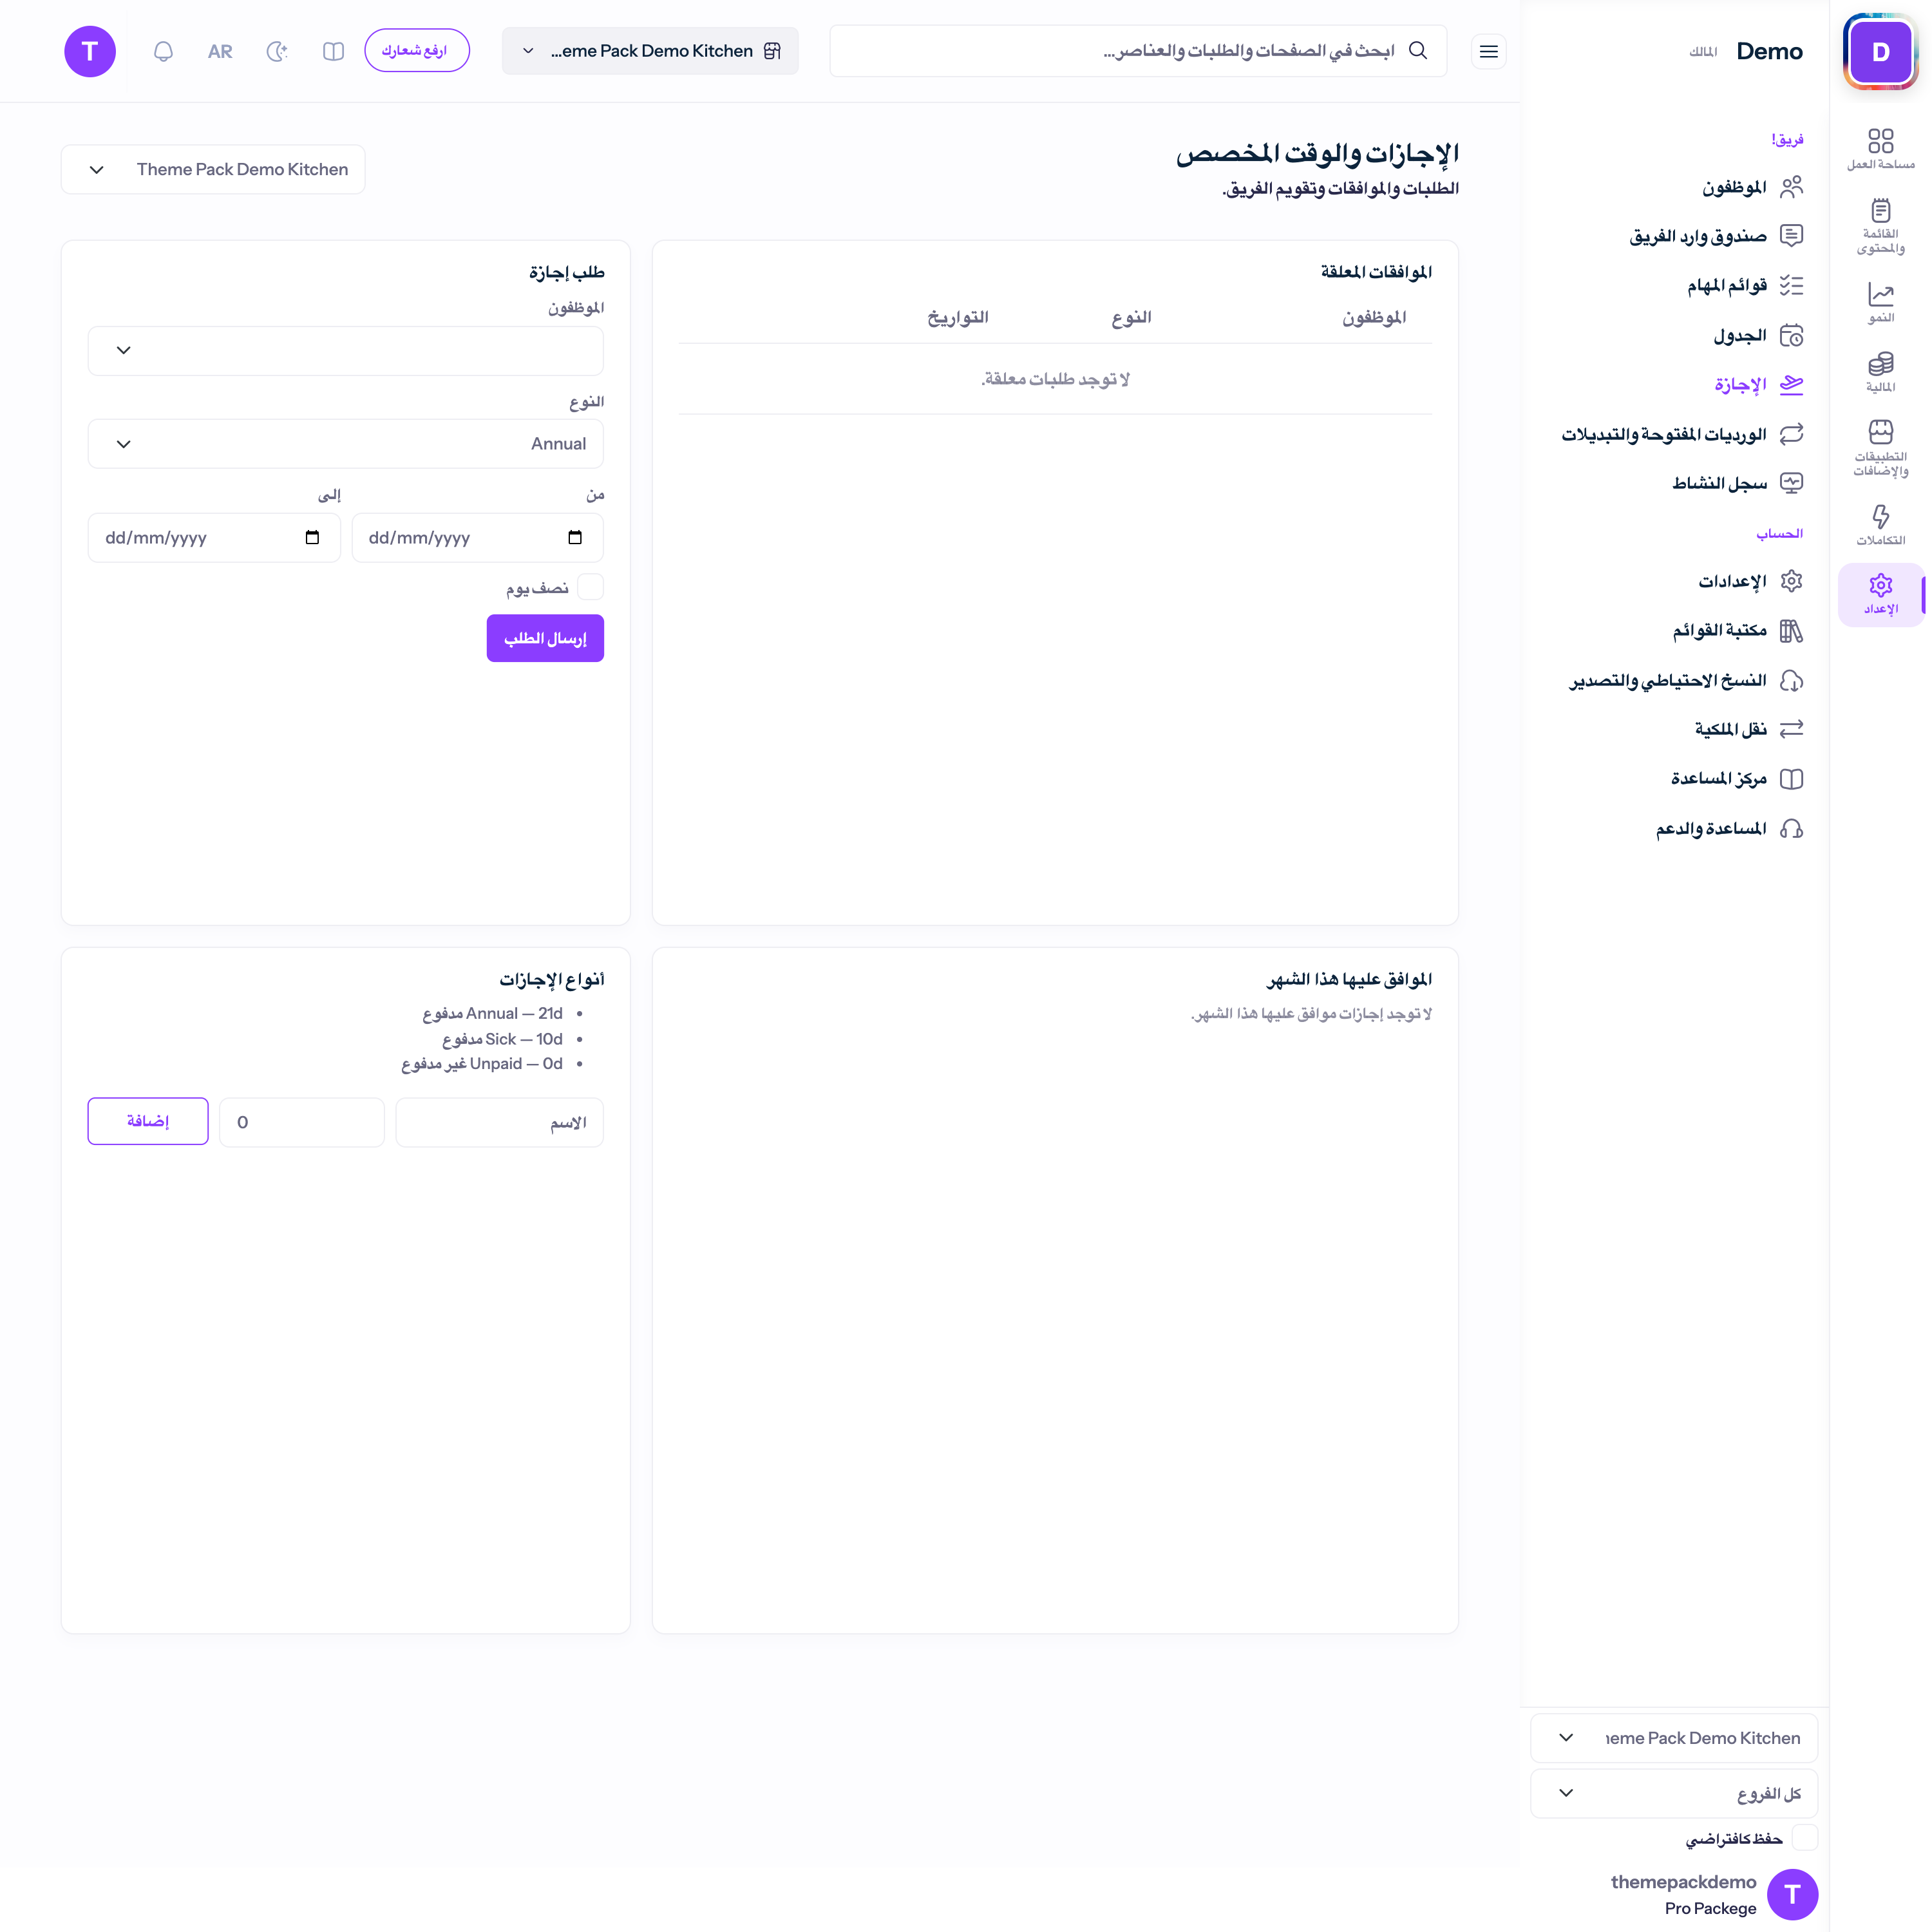 D
مساحة العمل
القائمة
والمحتوى
النمو
المالية
التطبيقات
والإضافات
التكاملات
الإعداد
Demo المالك
فريق!
الموظفون
صندوق وارد الفريق
قوائم المهام
الجدول
الإجازة
الورديات المفتوحة والتبديلات
سجل النشاط
الحساب
الإعدادات
مكتبة القوائم
النسخ الاحتياطي والتصدير
نقل الملكية
مركز المساعدة
المساعدة والدعم
heme Pack Demo Kitchen
كل الفروع
حفظ كافتراضي
T
themepackdemo
Pro Packege
ابحث في الصفحات والطلبات والعناصر...
...eme Pack Demo Kitchen
ارفع شعارك
AR
T
الإجازات والوقت المخصص
الطلبات والموافقات وتقويم الفريق.
Theme Pack Demo Kitchen
الموافقات المعلقة
الموظفون النوع التواريخ
لا توجد طلبات معلقة.
طلب إجازة
الموظفون
النوع
Annual
من إلى
dd/mm/yyyy dd/mm/yyyy
نصف يوم
إرسال الطلب
الموافق عليها هذا الشهر
لا توجد إجازات موافق عليها هذا الشهر.
أنواع الإجازات
Annual — 21d مدفوع
Sick — 10d مدفوع
Unpaid — 0d غير مدفوع
الاسم 0 إضافة